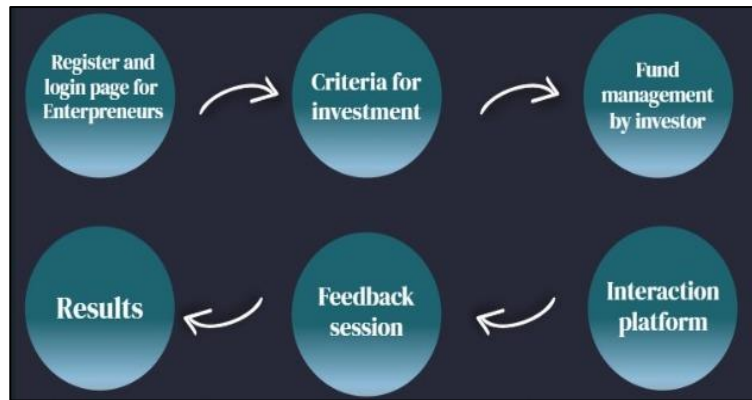 Register and
login page for
Enterpreneurs
Criteria for
investment
Fund
management
by investor
Results
Feedback
session
Interaction
platform